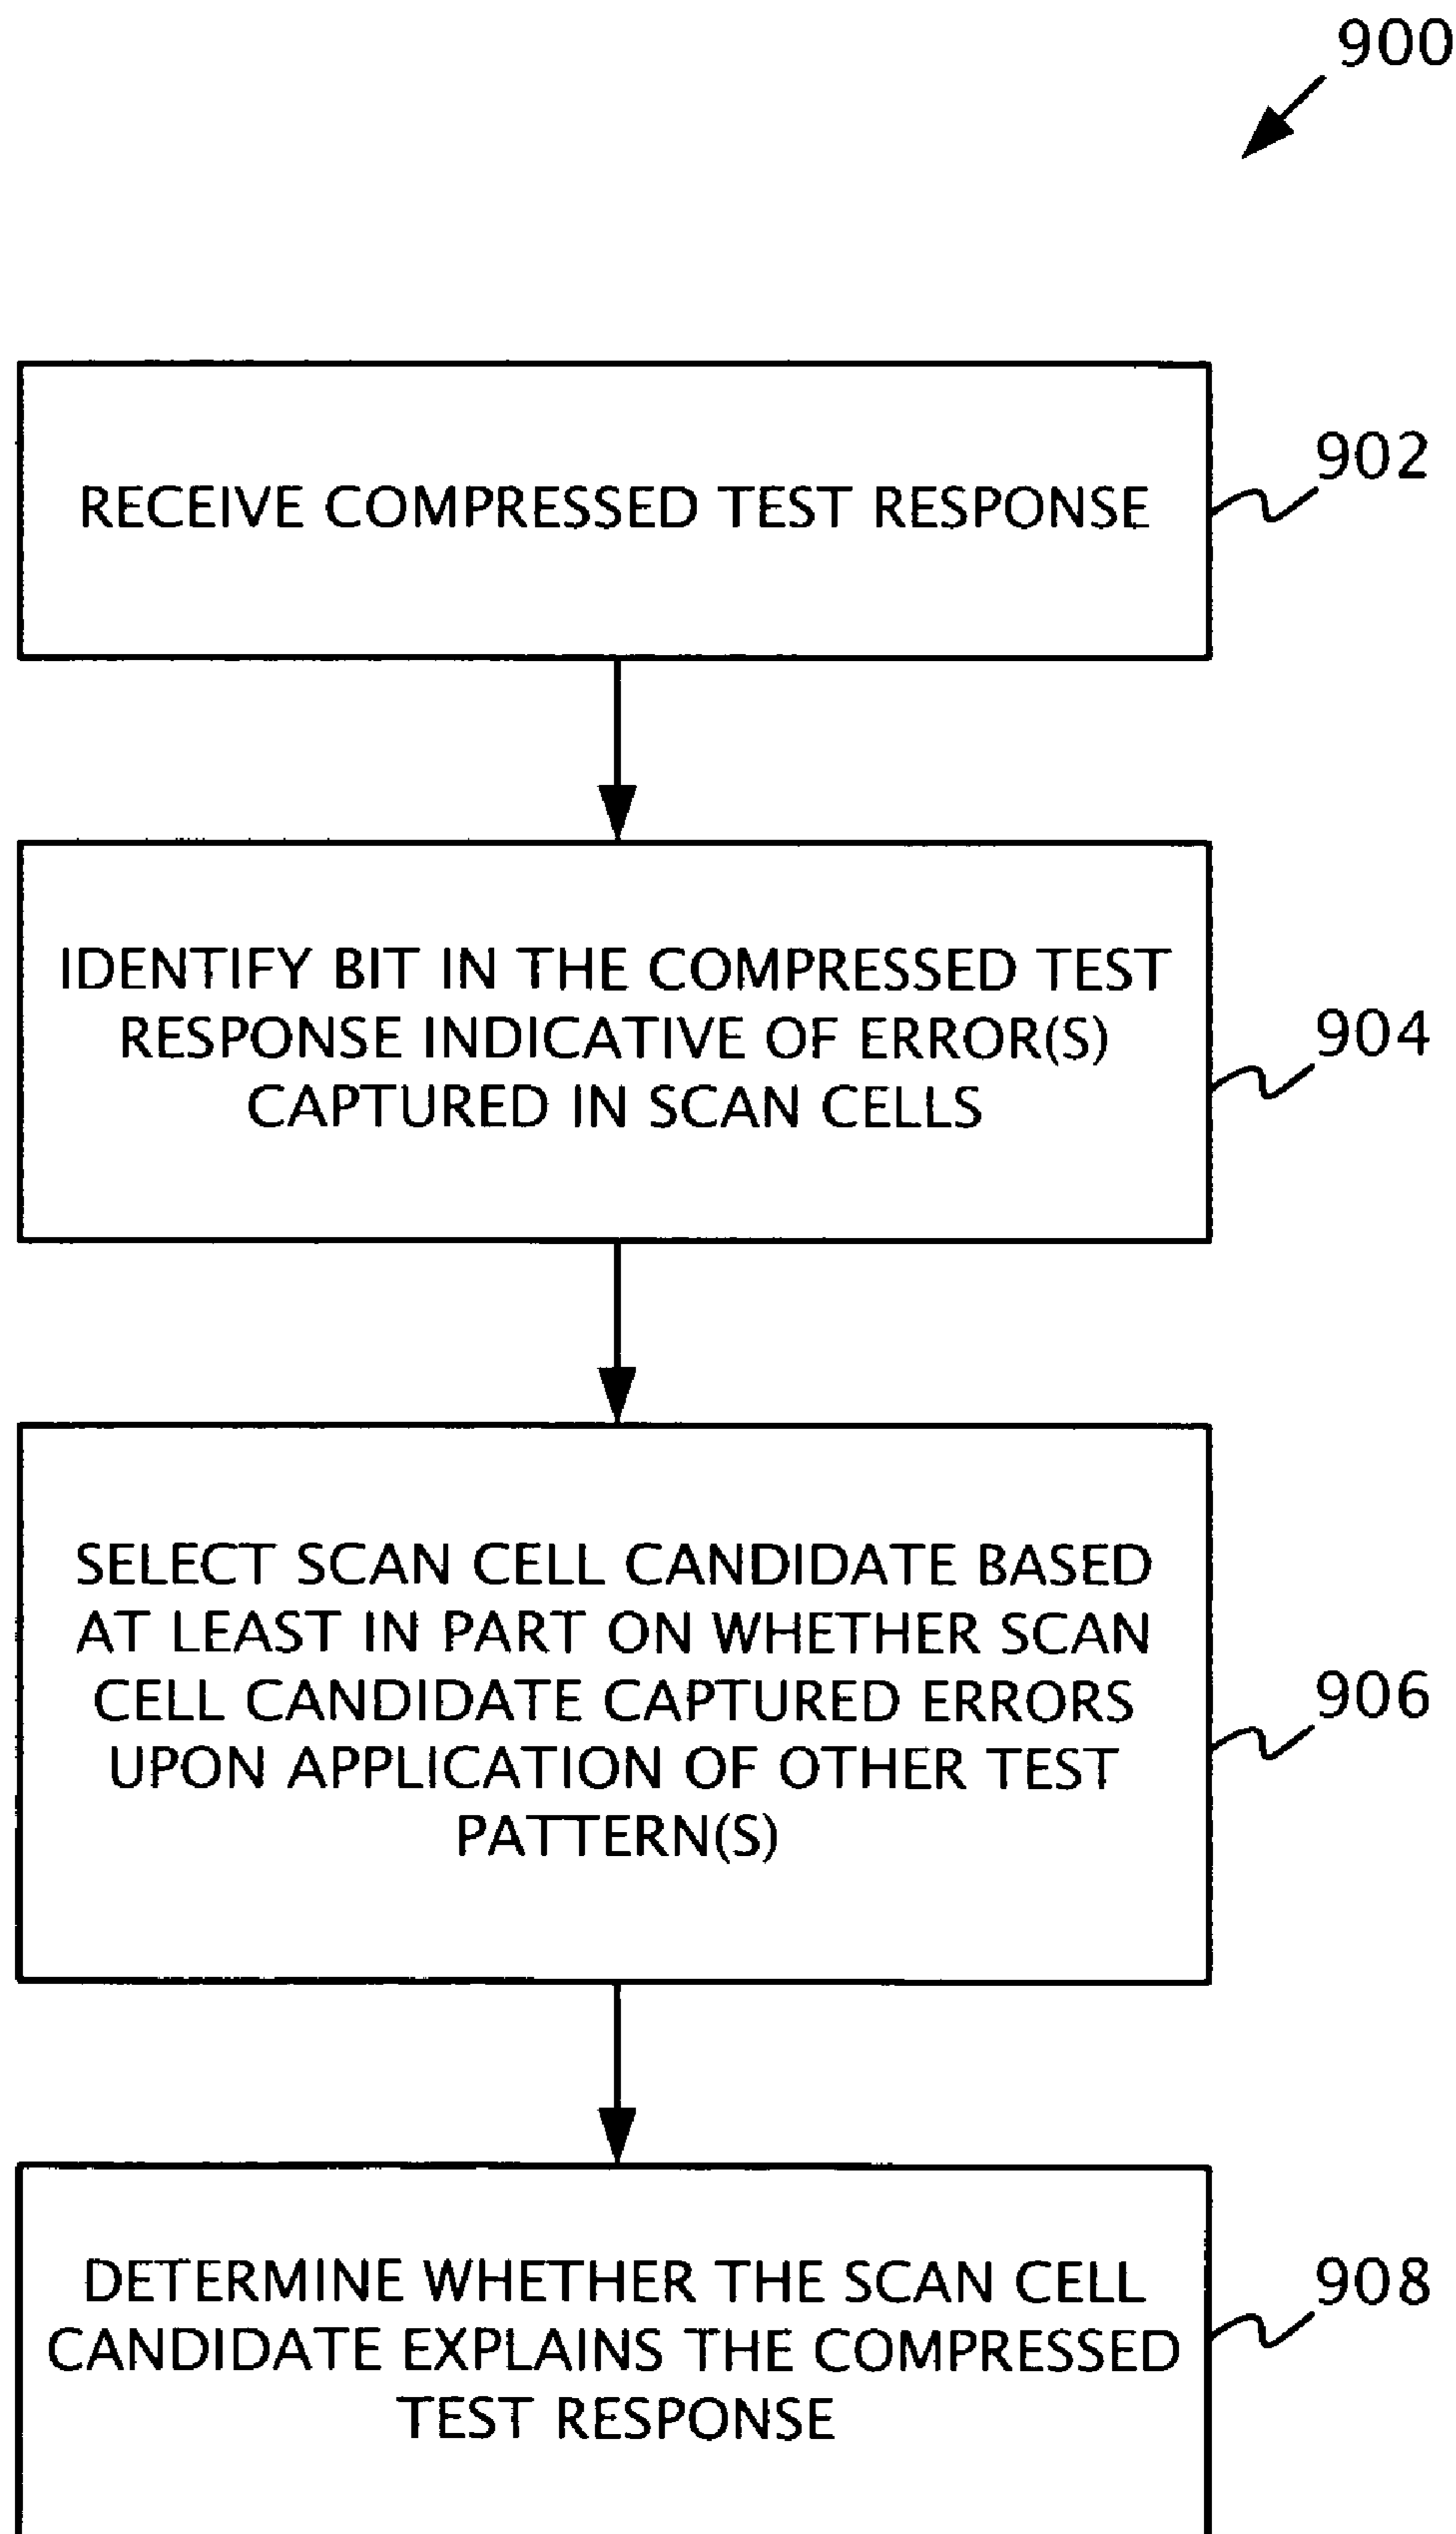 900
RECEIVE COMPRESSED TEST RESPONSE
902
IDENTIFY BIT IN THE COMPRESSED TEST
RESPONSE INDICATIVE OF ERROR(S)
CAPTURED IN SCAN CELLS
904
SELECT SCAN CELL CANDIDATE BASED
AT LEAST IN PART ON WHETHER SCAN
CELL CANDIDATE CAPTURED ERRORS
UPON APPLICATION OF OTHER TEST
PATTERN(S)
906
DETERMINE WHETHER THE SCAN CELL
CANDIDATE EXPLAINS THE COMPRESSED
TEST RESPONSE
908